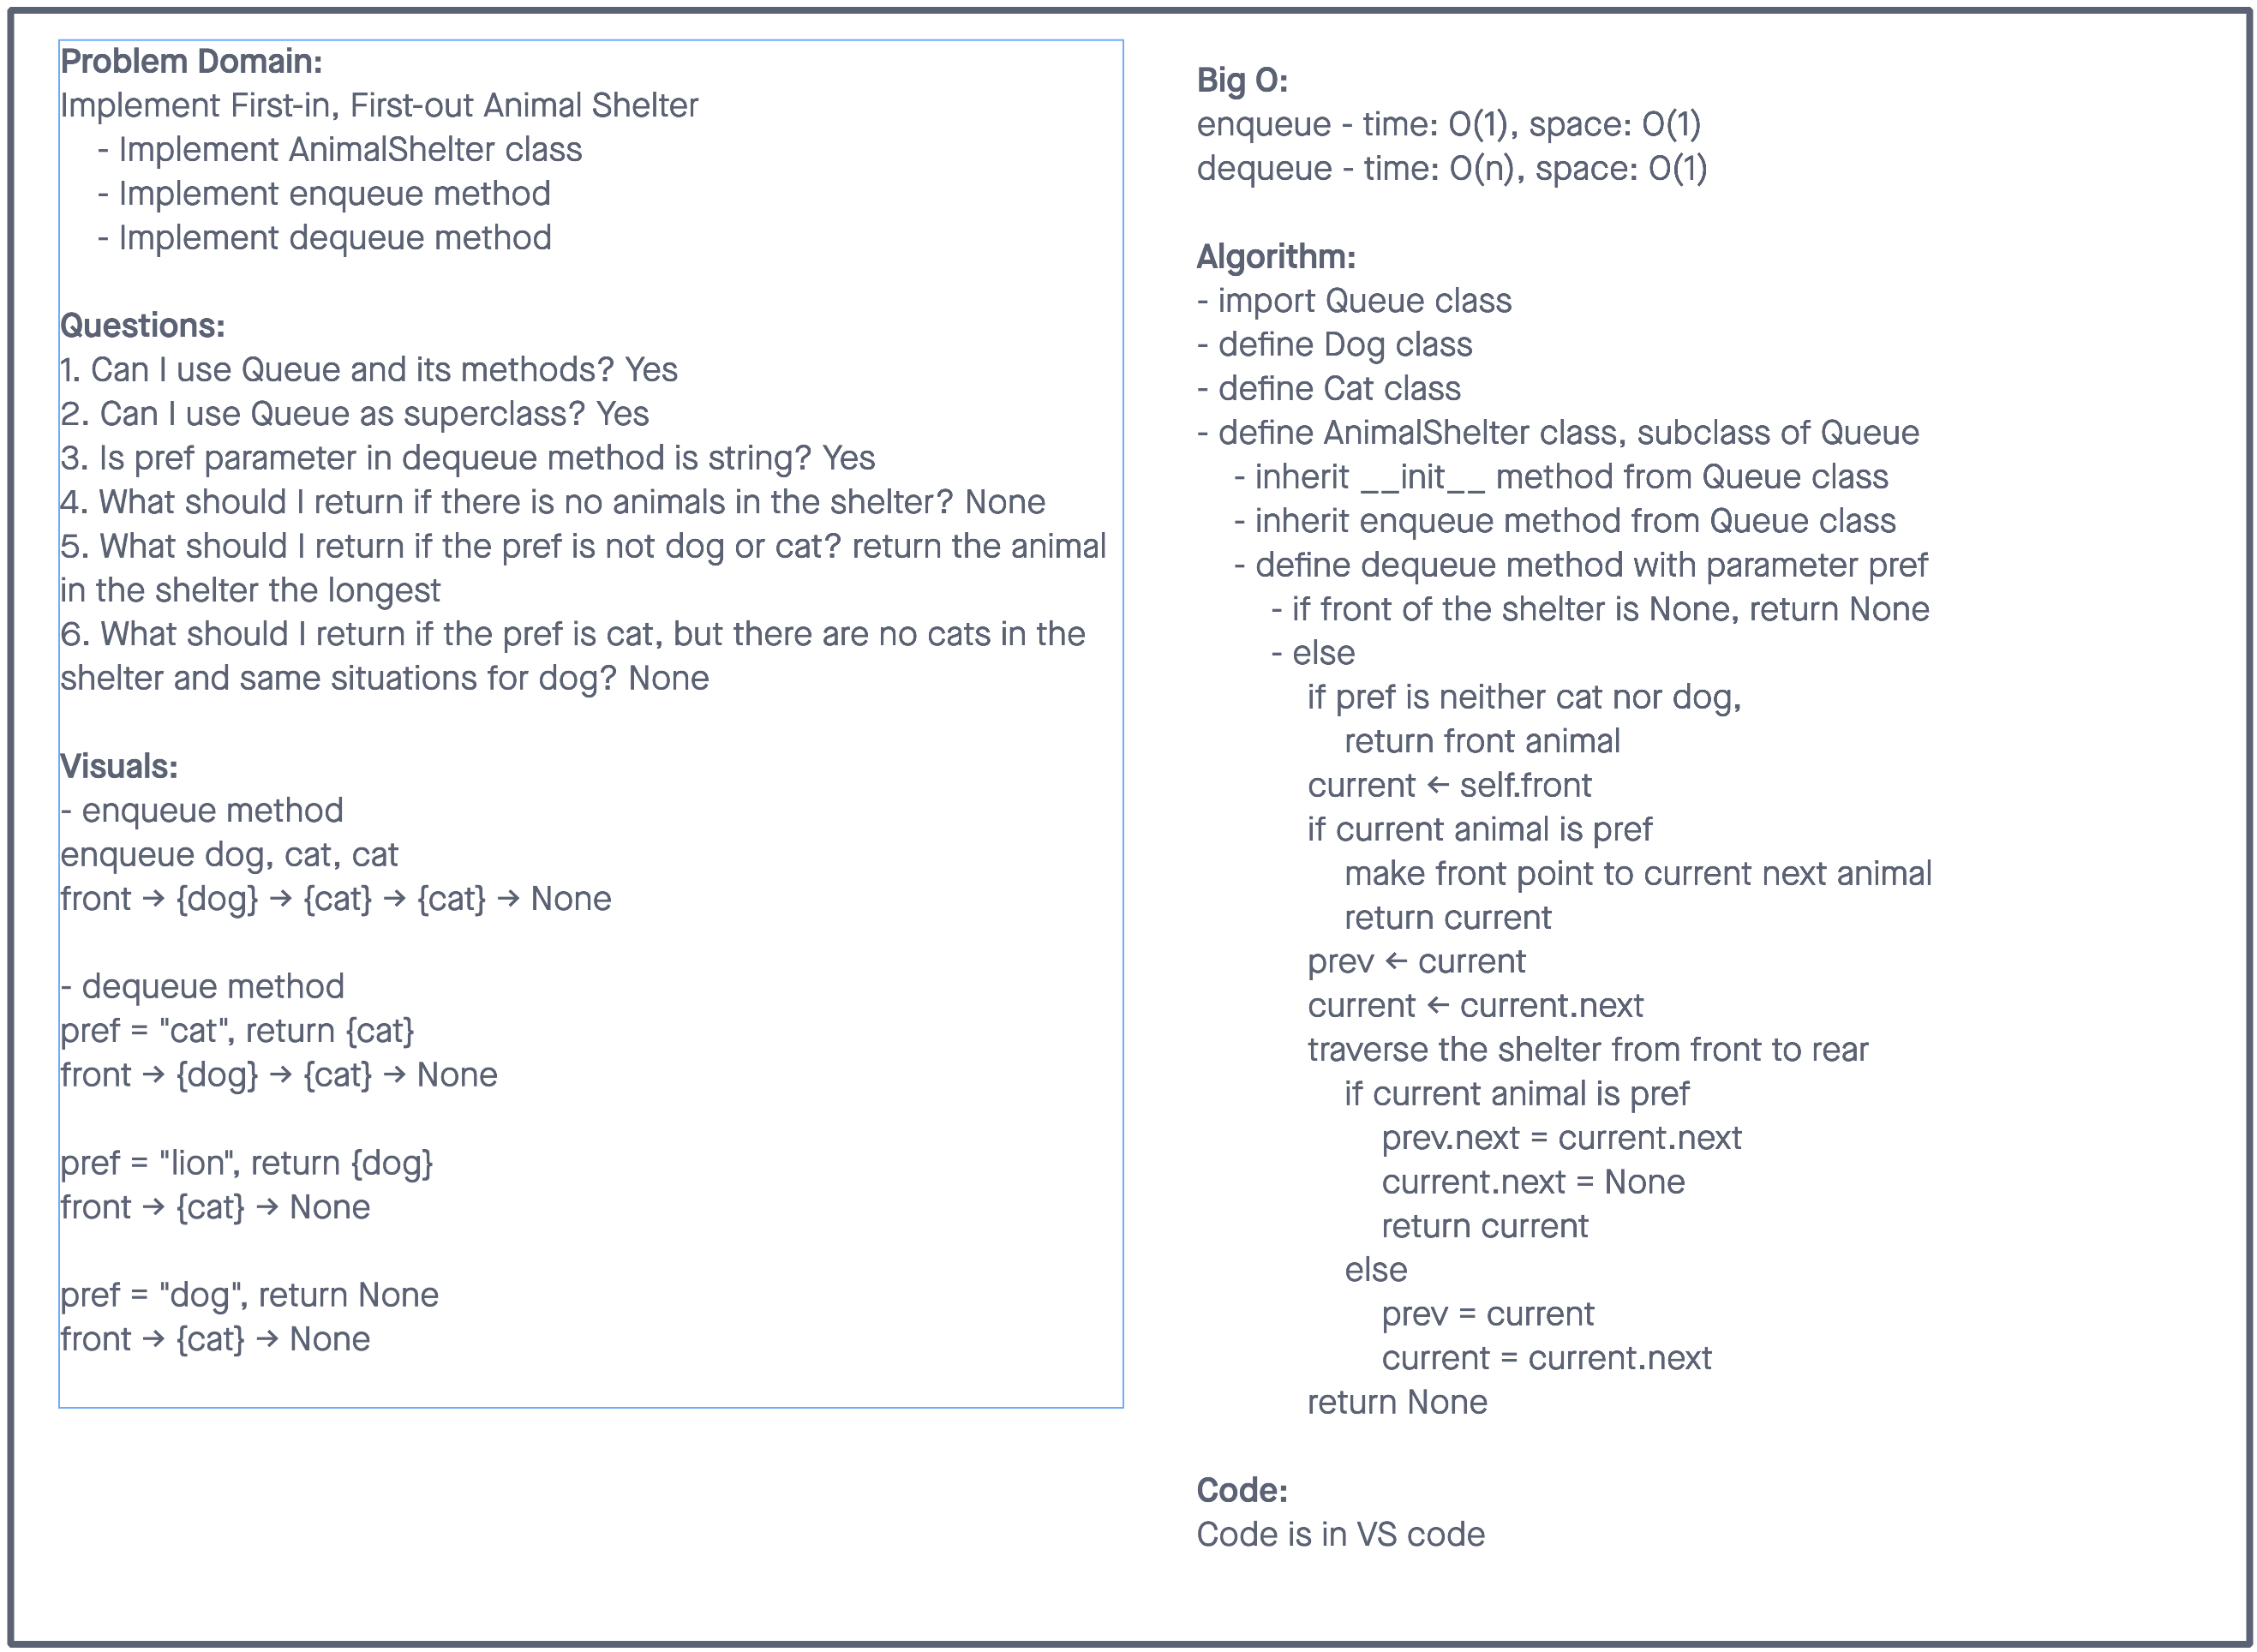 Problem Domain:
Implement First-in, First-out Animal Shelter
- Implement AnimalShelter class
- Implement enqueue method
- Implement dequeue method
Questions:
1. Can I use Queue and its methods? Yes
2. Can I use Queue as superclass? Yes
3. Is pref parameter in dequeue method is string? Yes
4. What should I return if there is no animals in the shelter? None
5. What should I return if the pref is not dog or cat? return the animal
in the shelter the longest
6. What should I return if the pref is cat, but there are no cats in the
shelter and same situations for dog? None
Visuals:
- enqueue method
enqueue dog, cat, cat
front → {dog} → {cat} → {cat} → None
- dequeue method
pref = "cat", return {cat}
front → {dog} → {cat} → None
pref = "lion", return {dog}
front → {cat} → None
pref = "dog", return None
front → {cat} → None
Big O:
enqueue - time: O(1), space: O(1)
dequeue - time: O(n), space: O(1)
Algorithm:
- import Queue class
- define Dog class
- define Cat class
- define AnimalShelter class, subclass of Queue
- inherit __init__ method from Queue class
- inherit enqueue method from Queue class
- define dequeue method with parameter pref
- if front of the shelter is None, return None
- else
if pref is neither cat nor dog,
return front animal
current ← self.front
if current animal is pref
make front point to current next animal
return current
prev ← current
current ← current.next
traverse the shelter from front to rear
if current animal is pref
prev.next = current.next
current.next = None
return current
else
prev = current
current = current.next
return None
Code:
Code is in VS code